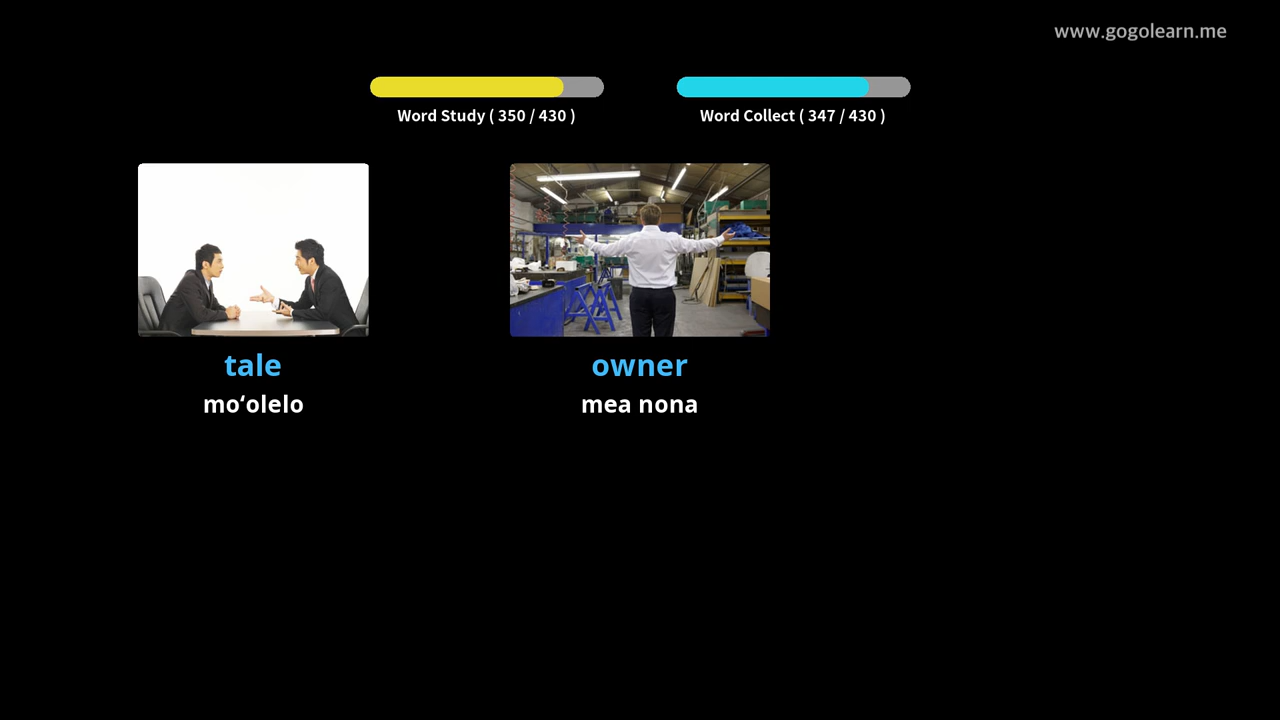 www.gogolearn.me
Word Study ( 350 / 430 )
Word Collect ( 347 / 430 )
tale
moʻolelo
owner
mea nona